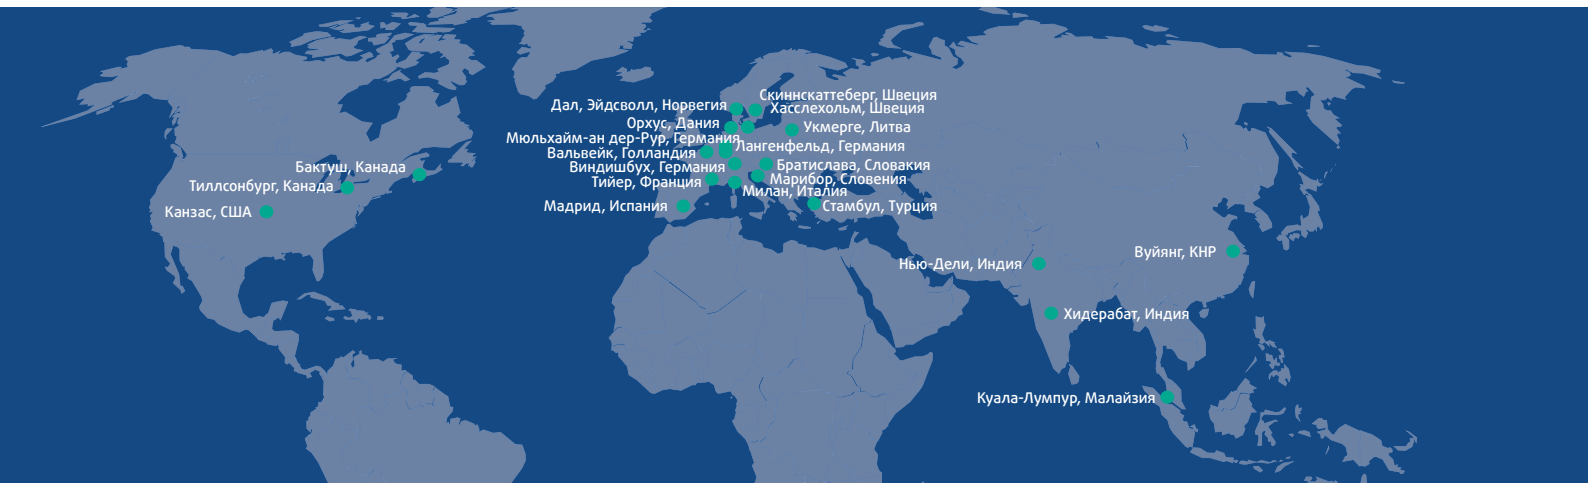 Скиннскаттеберг, Швеция
Дал, Эйдсволл, Норвегия
Хасслехольм, Швеция
Орхус, Дания
Укмерге, Литва
Мюльхайм-ан дер-Рур, Германия
Лангенфельд, Германия
Вальвейк, Голландия
Виндишбух, Германия
Братислава, Словакия
Бактуш, Канада
Тийер, Франция
Марибор, Словения
Тиллсонбург, Канада
Милан, Италия
Мадрид, Испания
Стамбул, Турция
Канзас, США
Вуйянг, КНР
Нью-Дели, Индия
Хидерабат, Индия
Куала-Лумпур, Малайзия